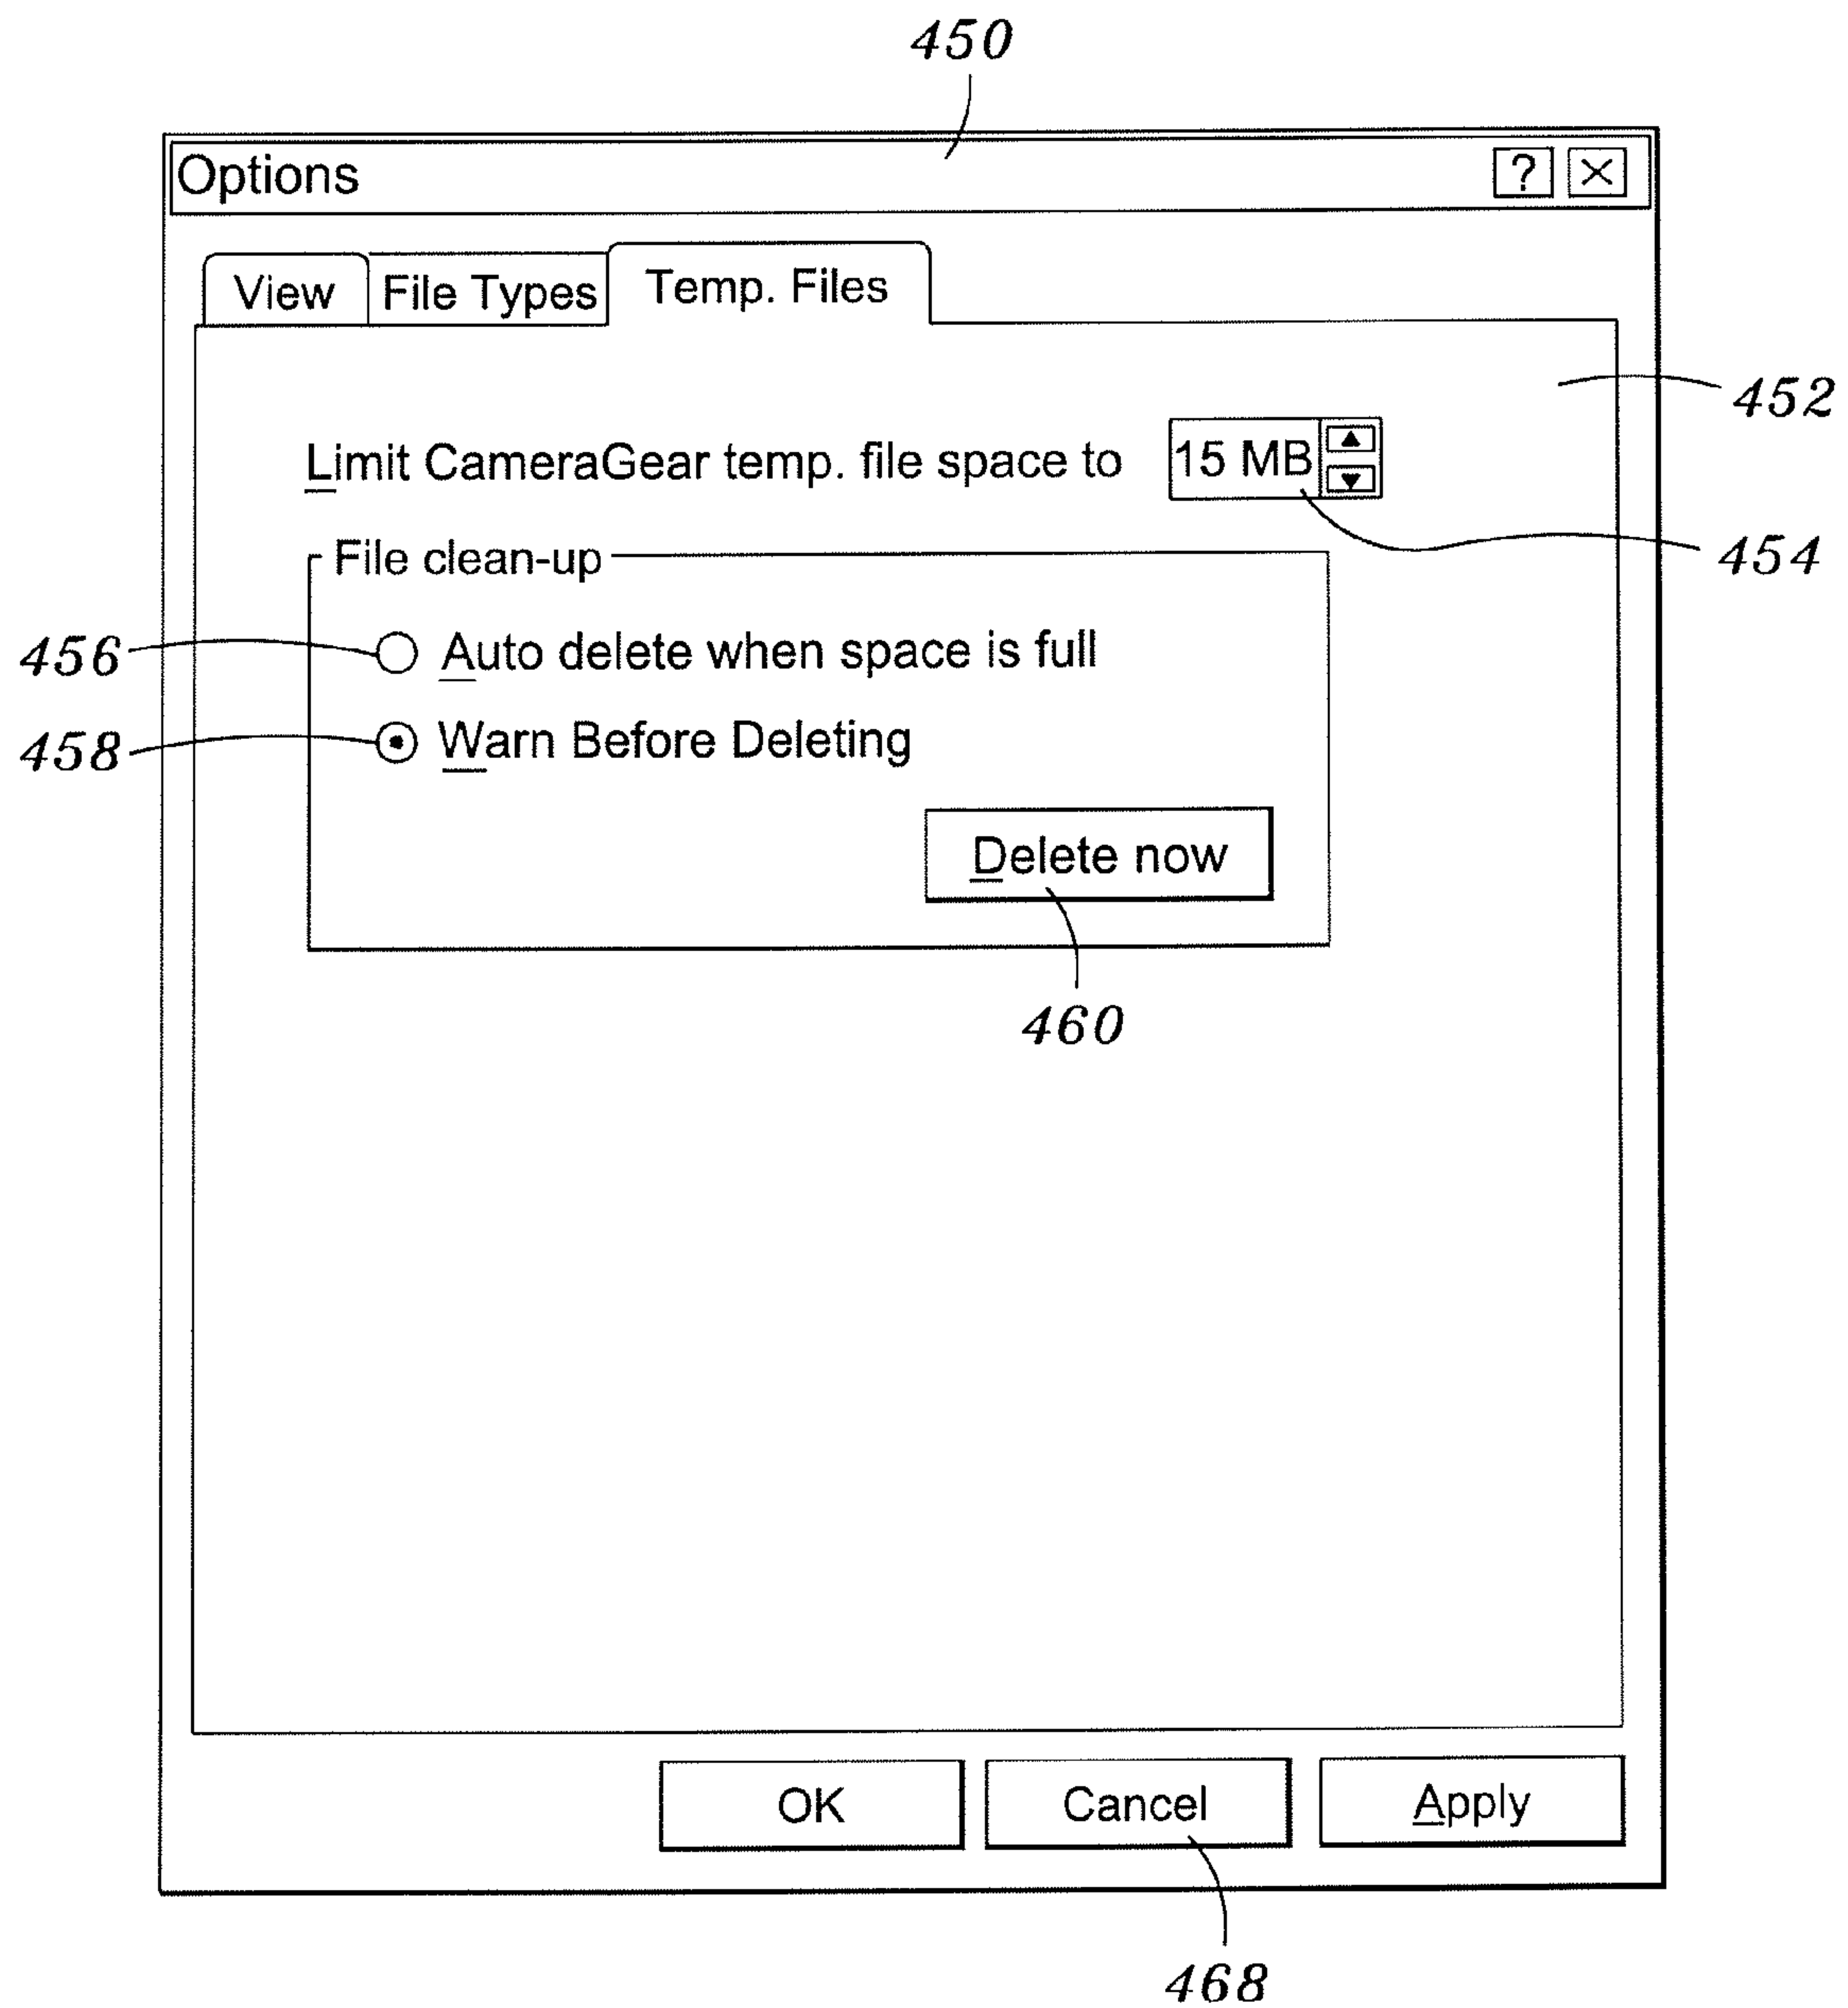 450
Options ?
View File Types Temp. Files
452
Limit CameraGear temp. file space to 15 MB
454
File clean-up
456 Auto delete when space is full
458 Warn Before Deleting
Delete now
460
OK Cancel Apply
468